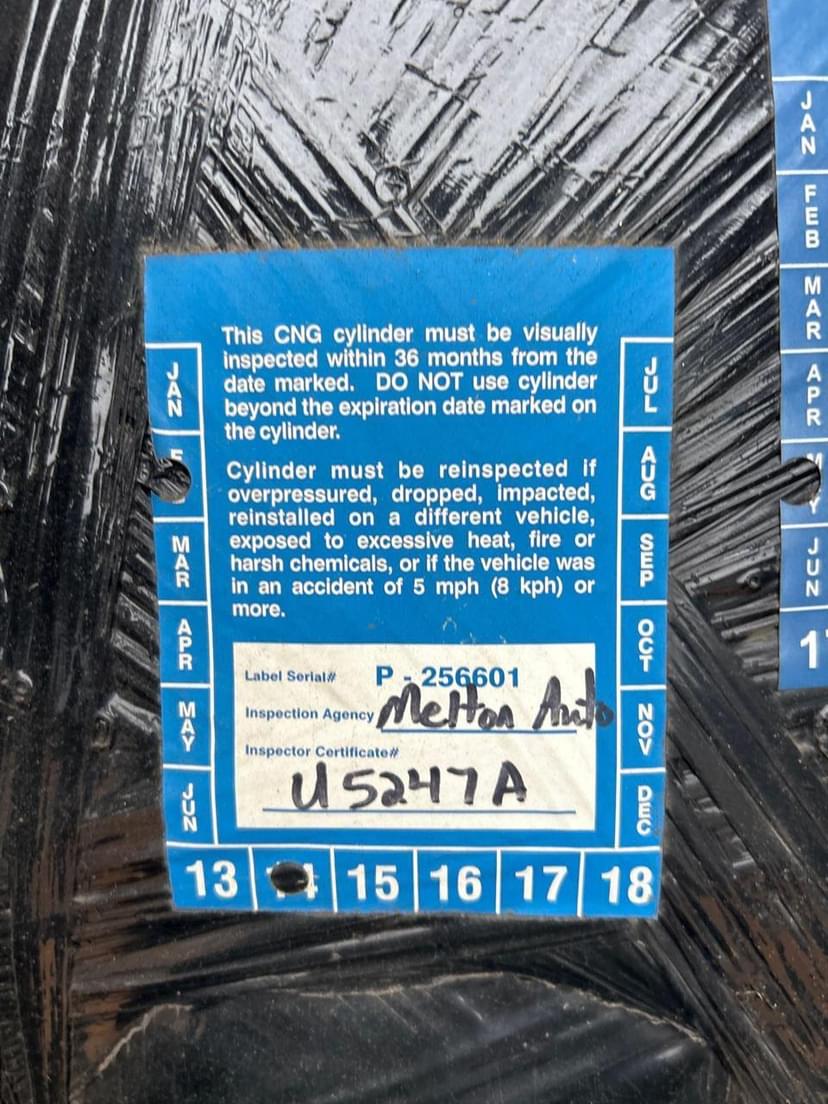 This CNG cylinder must be visually
inspected within 36 months from the
date marked. DO NOT use cylinder
beyond the expiration date marked on
the cylinder.
Cylinder must be reinspected if
overpressured, dropped, impacted,
reinstalled on a different vehicle,
exposed to excessive heat, fire or
harsh chemicals, or if the vehicle was
in an accident of 5 mph (8 kph) or
more.
Label Serial# P - 256601
Inspection Agency Melton Auto
Inspector Certificate#
U5247A
JAN
MAR
APR
MAY
JUN
JUL
AUG
SEP
OCT
NOV
DEC
13 15 16 17 18
JAN
FEB
MAR
APR
JUN